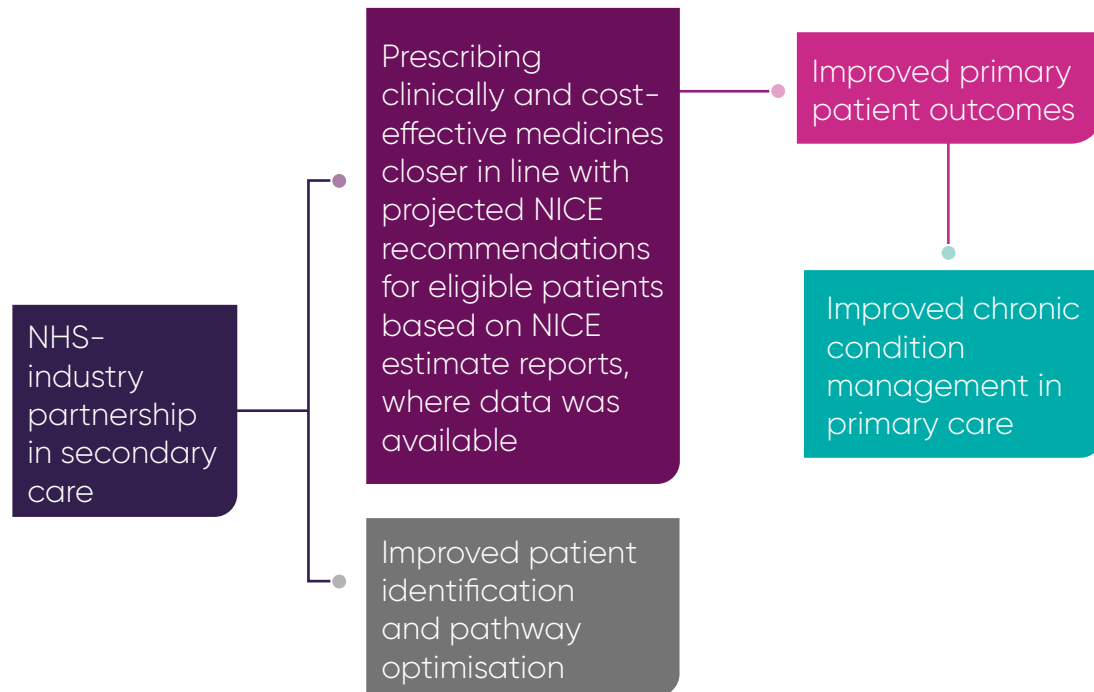 NHS-
industry
partnership
in secondary
care
Prescribing
clinically and cost-
effective medicines
closer in line with
projected NICE
recommendations
for eligible patients
based on NICE
estimate reports,
where data was
available
Improved patient
identification
and pathway
optimisation
Improved primary
patient outcomes
Improved chronic
condition
management in
primary care